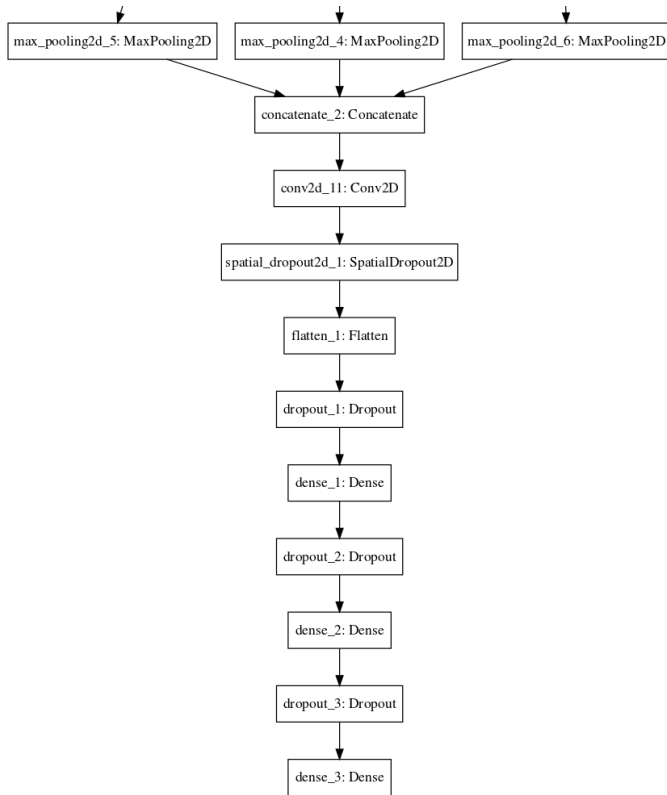 max_pooling2d_5: MaxPooling2D
max_pooling2d_4: MaxPooling2D
max_pooling2d_6: MaxPooling2D
concatenate_2: Concatenate
conv2d_11: Conv2D
spatial_dropout2d_1: SpatialDropout2D
flatten_1: Flatten
dropout_1: Dropout
dense_1: Dense
dropout_2: Dropout
dense_2: Dense
dropout_3: Dropout
dense_3: Dense